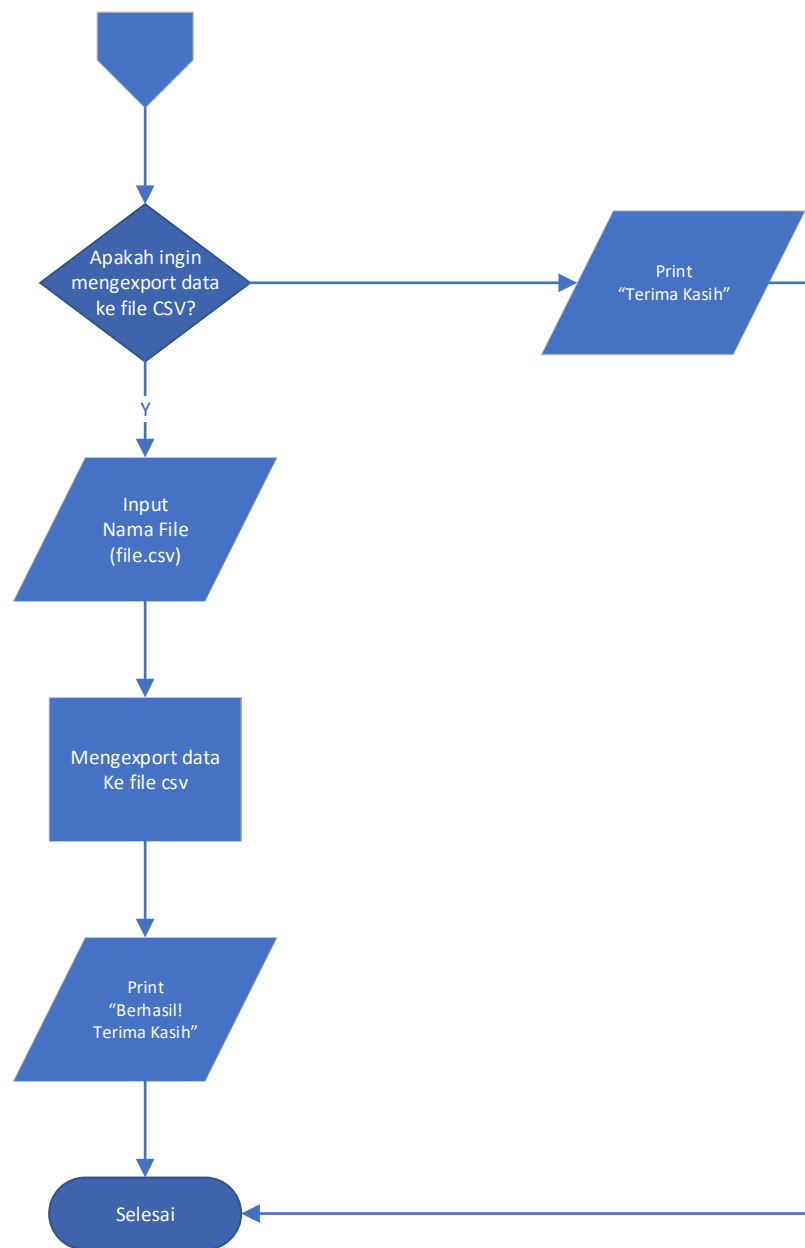 Apakah ingin
mengexport data
ke file CSV?
Print
“Terima Kasih”
Y
Input
Nama File
(file.csv)
Mengexport data
Ke file csv
Print
“Berhasil!
Terima Kasih”
Selesai